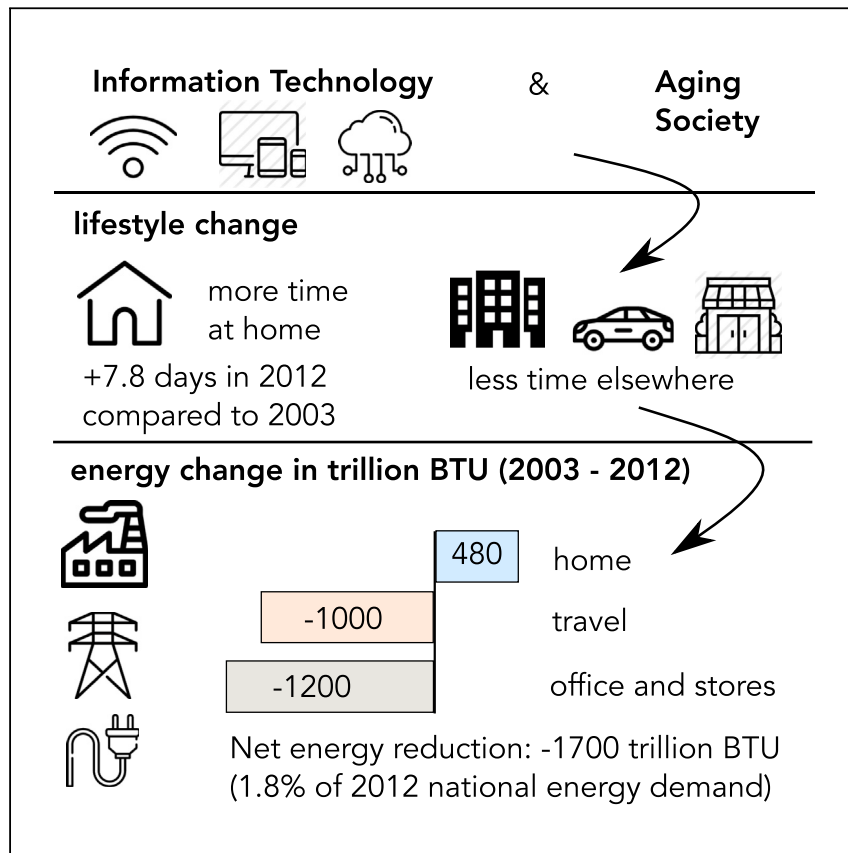 Information Technology & Aging
Society
lifestyle change
more time
at home
+7.8 days in 2012
compared to 2003
less time elsewhere
energy change in trillion BTU (2003 - 2012)
480 home
-1000 travel
-1200 office and stores
Net energy reduction: -1700 trillion BTU
(1.8% of 2012 national energy demand)